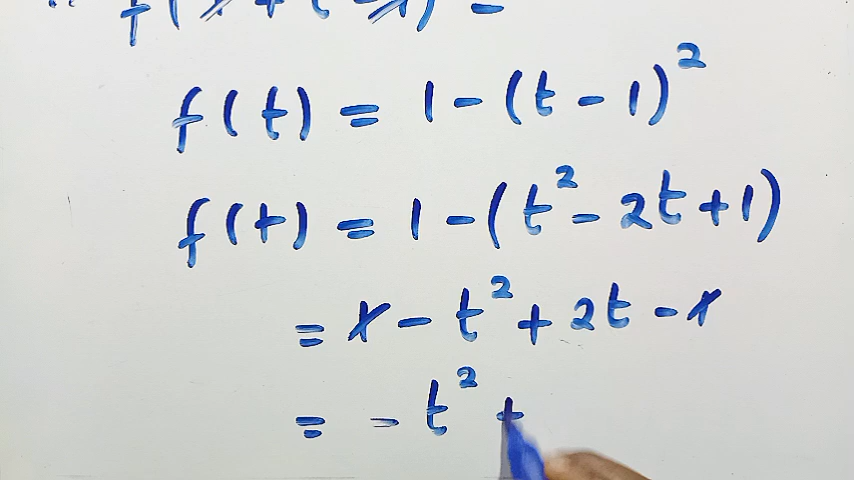 f(t) = 1 - (t - 1)²
f(t) = 1 - (t² - 2t + 1)
= 1 - t² + 2t - 1
= - t² +